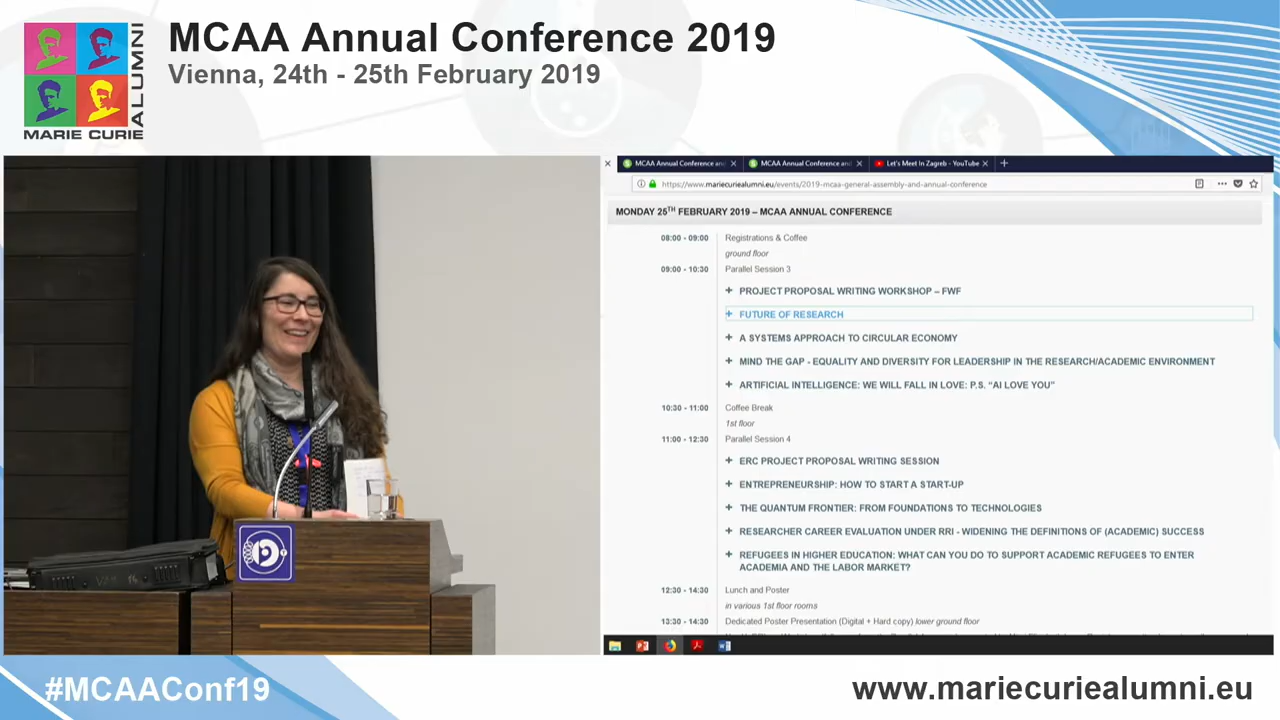 MCAA Annual Conference 2019
Vienna, 24th - 25th February 2019
ALUMNI
MARIE CURIE
MCAA Annual Conference and
MCAA Annual Conference and
Let's Meet In Zagreb - YouTube
https://www.mariecuriealumni.eu/events/2019-mcaa-general-assembly-and-annual-conference
MONDAY 25TH FEBRUARY 2019 – MCAA ANNUAL CONFERENCE
08:00 - 09:00 Registrations & Coffee
ground floor
09:00 - 10:30 Parallel Session 3
+ PROJECT PROPOSAL WRITING WORKSHOP – FWF
+ FUTURE OF RESEARCH
+ A SYSTEMS APPROACH TO CIRCULAR ECONOMY
+ MIND THE GAP - EQUALITY AND DIVERSITY FOR LEADERSHIP IN THE RESEARCH/ACADEMIC ENVIRONMENT
+ ARTIFICIAL INTELLIGENCE: WE WILL FALL IN LOVE: P.S. “AI LOVE YOU”
10:30 - 11:00 Coffee Break
1st floor
11:00 - 12:30 Parallel Session 4
+ ERC PROJECT PROPOSAL WRITING SESSION
+ ENTREPRENEURSHIP: HOW TO START A START-UP
+ THE QUANTUM FRONTIER: FROM FOUNDATIONS TO TECHNOLOGIES
+ RESEARCHER CAREER EVALUATION UNDER RRI - WIDENING THE DEFINITIONS OF (ACADEMIC) SUCCESS
+ REFUGEES IN HIGHER EDUCATION: WHAT CAN YOU DO TO SUPPORT ACADEMIC REFUGEES TO ENTER
ACADEMIA AND THE LABOR MARKET?
12:30 - 14:30 Lunch and Poster
in various 1st floor rooms
13:30 - 14:30 Dedicated Poster Presentation (Digital + Hard copy) lower ground floor
#MCAAConf19
www.mariecuriealumni.eu